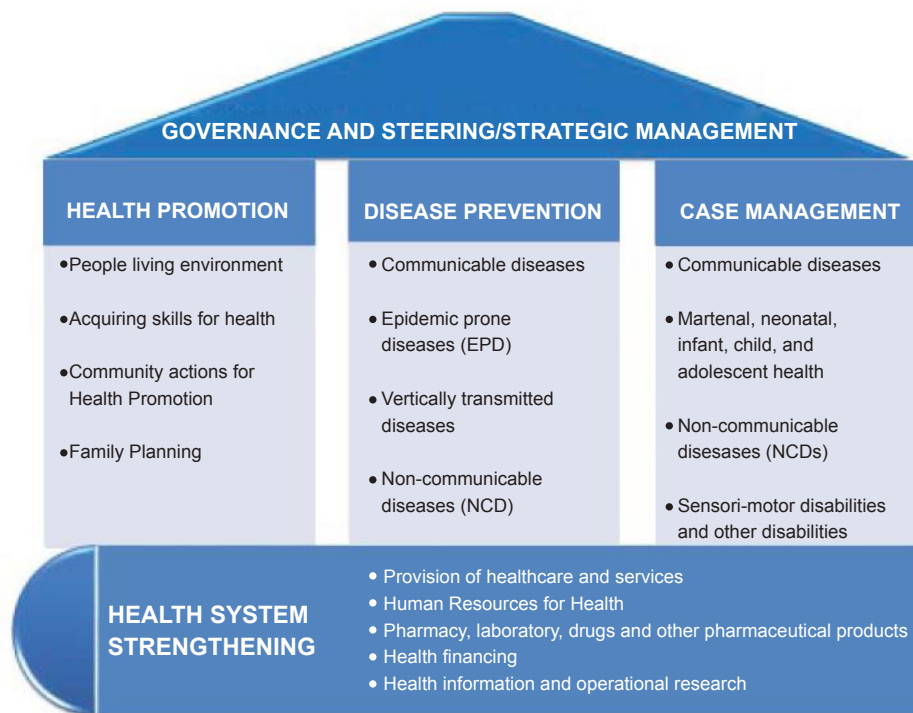 GOVERNANCE AND STEERING/STRATEGIC MANAGEMENT
HEALTH PROMOTION
•People living environment
•Acquiring skills for health
•Community actions for
Health Promotion
•Family Planning
DISEASE PREVENTION
• Communicable diseases
• Epidemic prone
diseases (EPD)
• Vertically transmitted
diseases
• Non-communicable
diseases (NCD)
CASE MANAGEMENT
• Communicable diseases
• Martenal, neonatal,
infant, child, and
adolescent health
• Non-communicable
disesases (NCDs)
• Sensori-motor disabilities
and other disabilities
HEALTH SYSTEM
STRENGTHENING
• Provision of healthcare and services
• Human Resources for Health
• Pharmacy, laboratory, drugs and other pharmaceutical products
• Health financing
• Health information and operational research